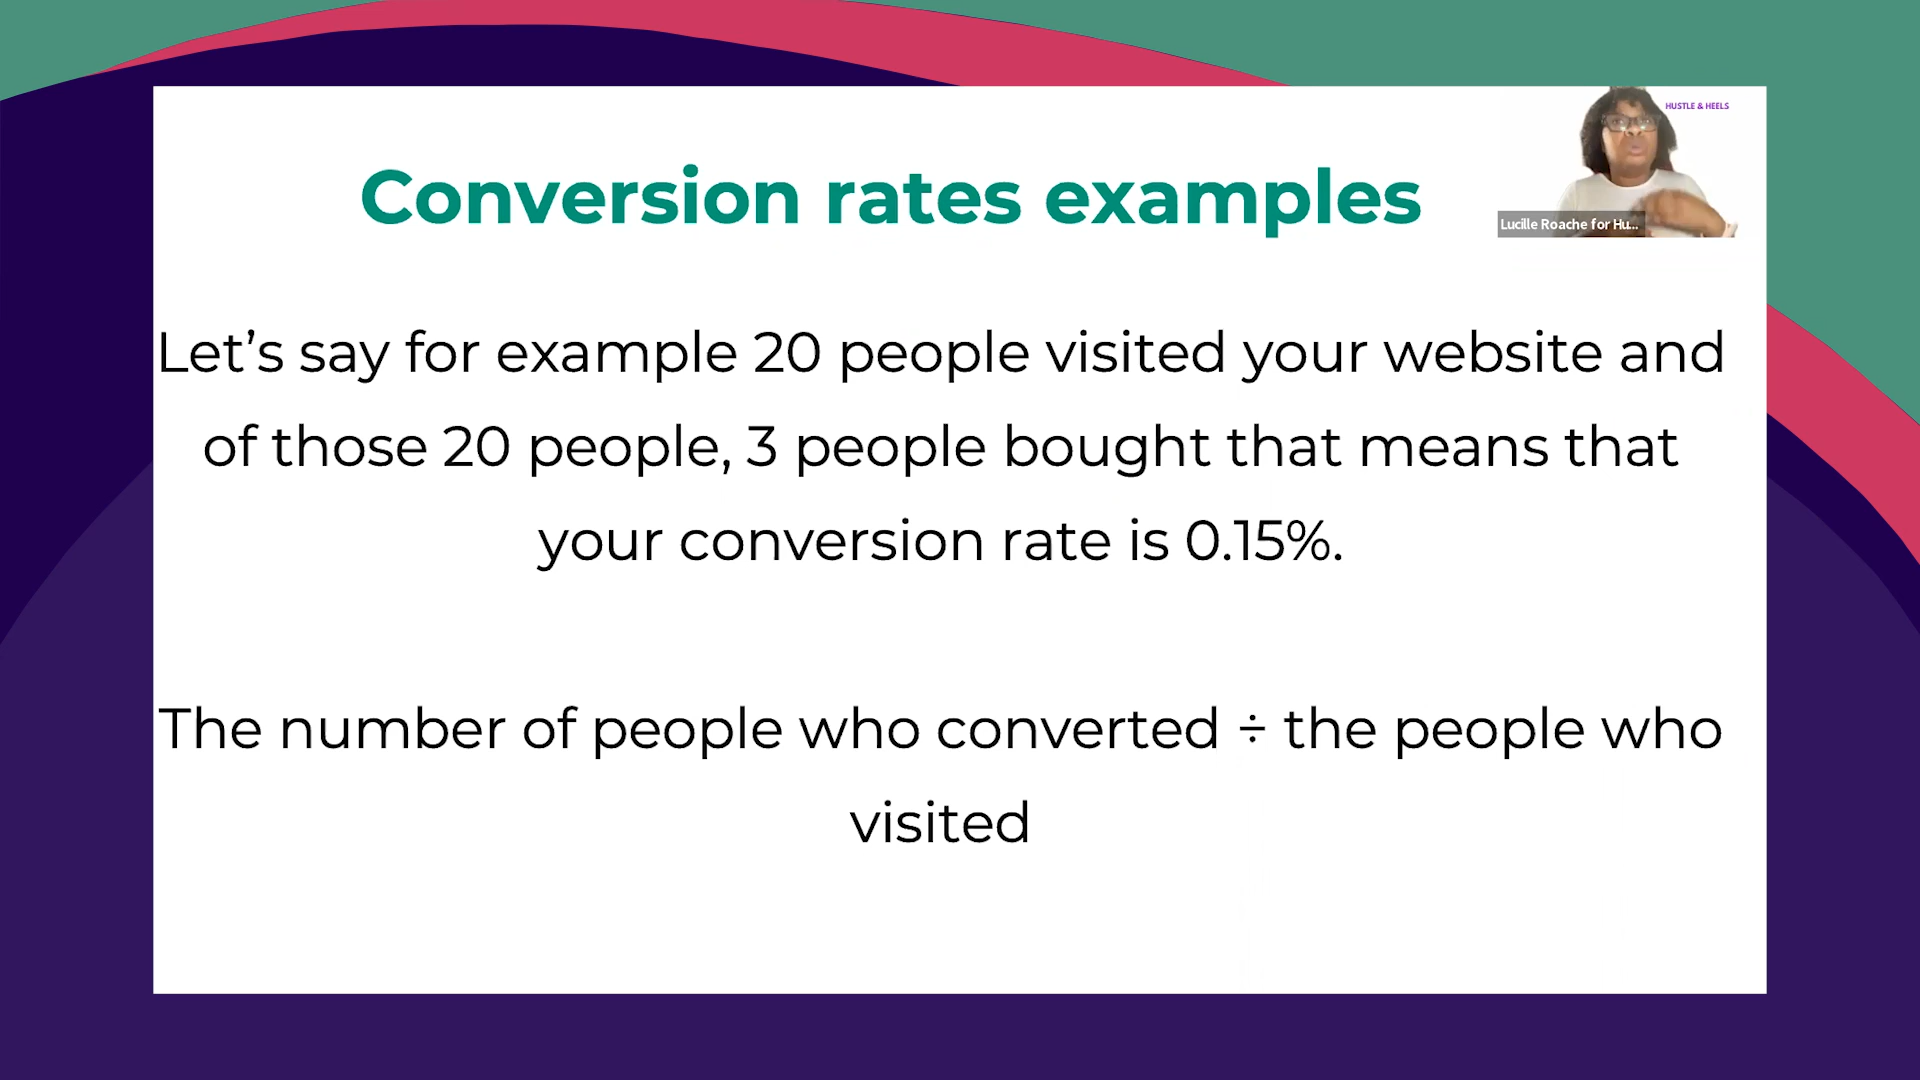 HUSTLE & HEELS
Conversion rates examples
Lucille Roache for Hu...
Let’s say for example 20 people visited your website and
of those 20 people, 3 people bought that means that
your conversion rate is 0.15%.
The number of people who converted ÷ the people who
visited